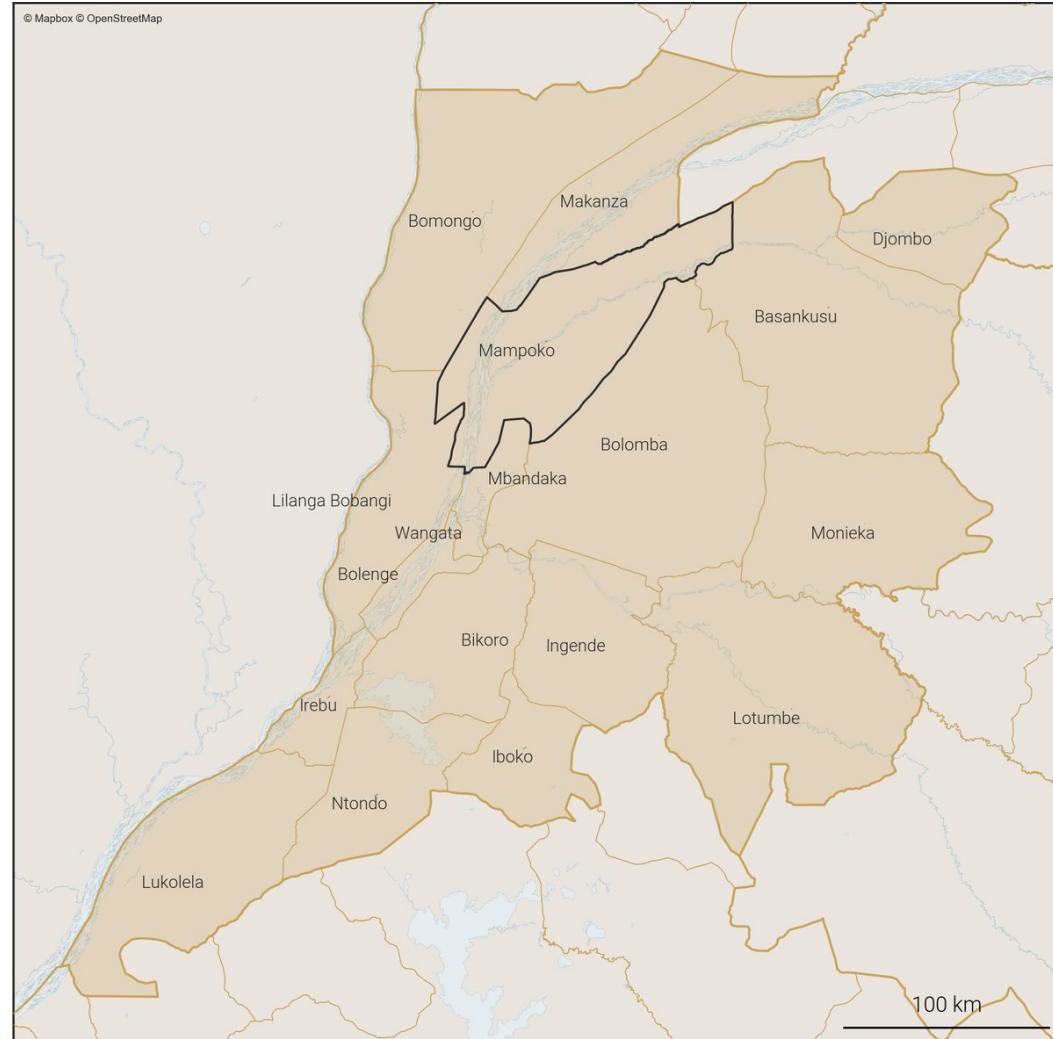 © Mapbox © OpenStreetMap
Makanza
Bomongo
Djombo
Basankusu
Mampoko
Bolomba
Mbandaka
Lilanga Bobangi
Wangata
Monieka
Bolenge
Bikoro
Ingende
Irebu
Lotumbe
Iboko
Ntondo
Lukolela
100 km